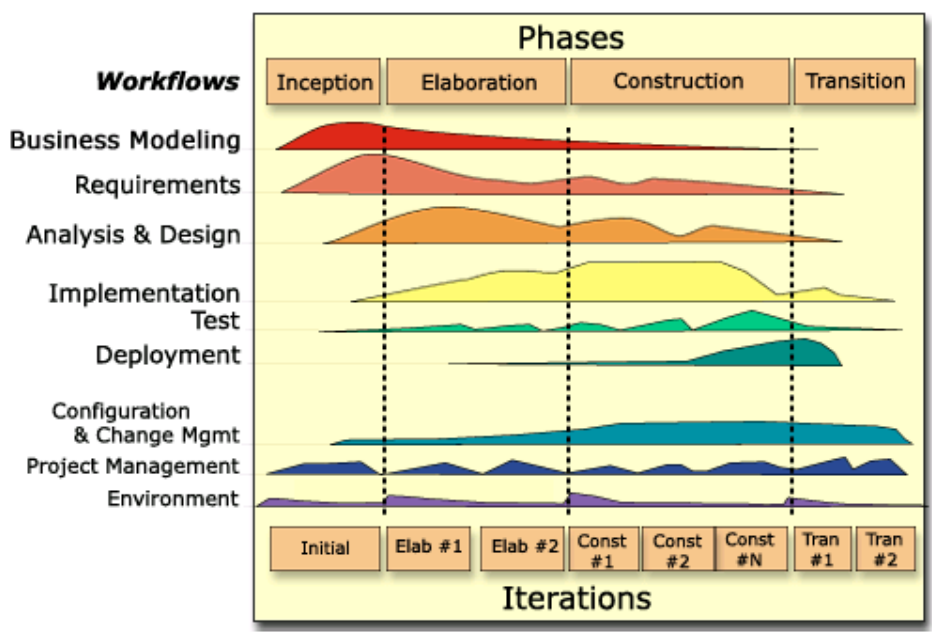 Phases
Workflows
Inception
Elaboration
Construction
Transition
Business Modeling
Requirements
Analysis & Design
Implementation
Test
Deployment
Configuration
& Change Mgmt
Project Management
Environment
Initial
Elab #1
Elab #2
Const
#1
Const
#2
Const
#N
Tran
#1
Tran
#2
Iterations